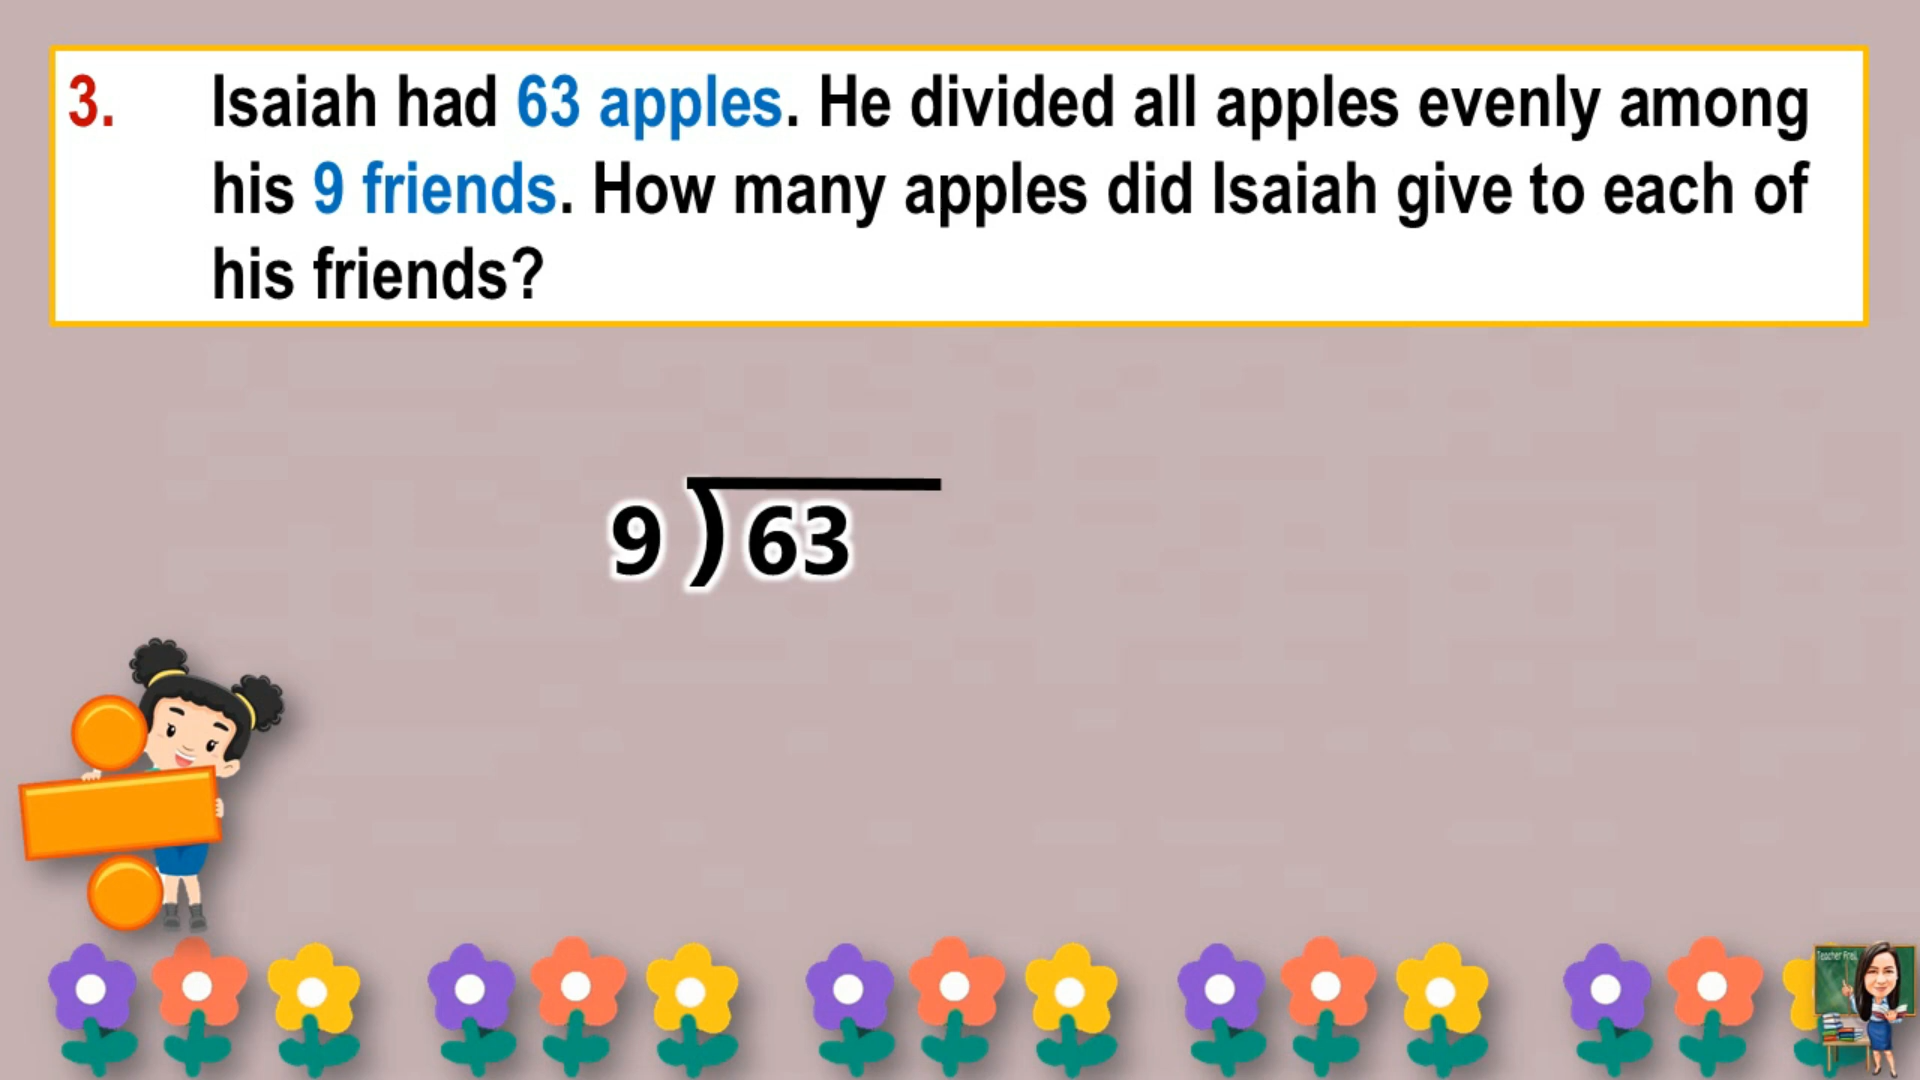 3. Isaiah had 63 apples. He divided all apples evenly among
his 9 friends. How many apples did Isaiah give to each of
his friends?
9 ) 63
Teacher